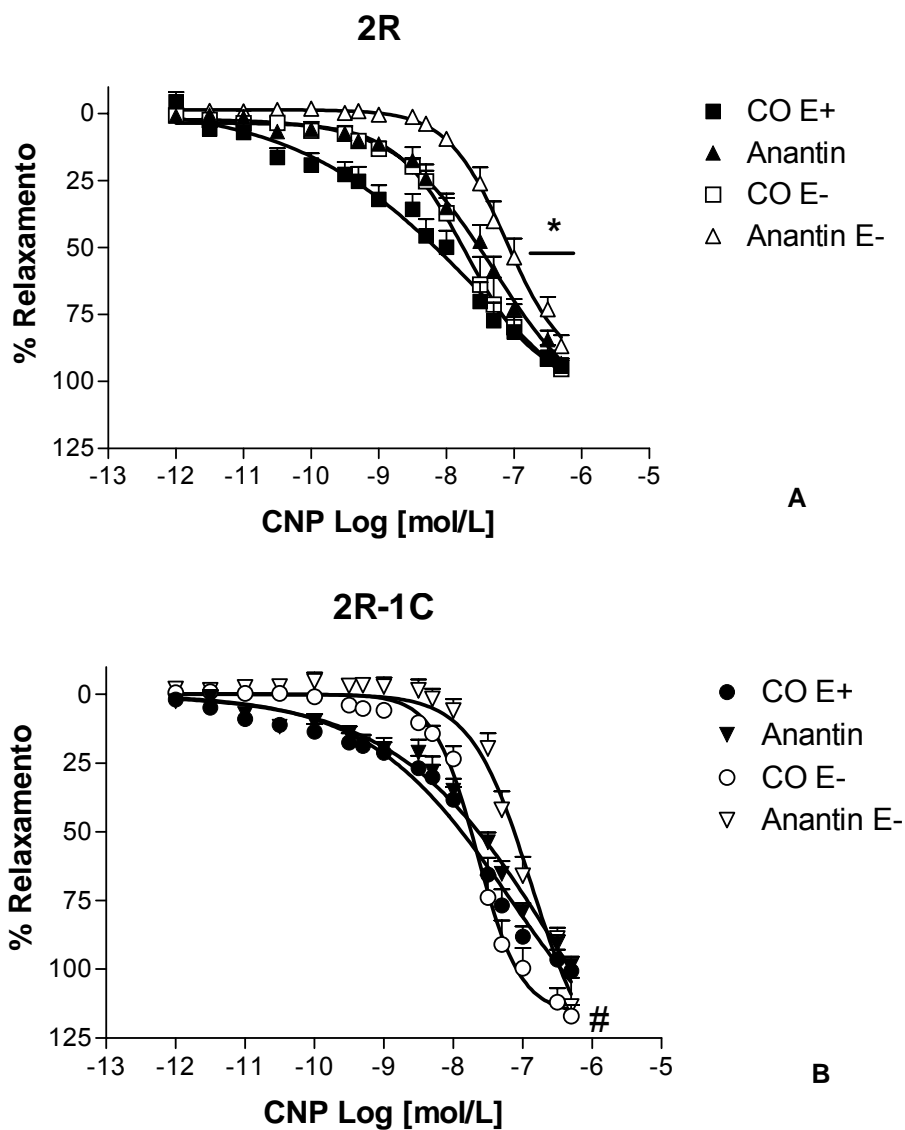 2R
0
25
50
75
100
125
% Relaxamento
-13 -12 -11 -10 -9 -8 -7 -6 -5
CNP Log [mol/L]
*
CO E+
Anantin
CO E-
Anantin E-
A
2R-1C
0
25
50
75
100
125
% Relaxamento
-13 -12 -11 -10 -9 -8 -7 -6 -5
CNP Log [mol/L]
#
CO E+
Anantin
CO E-
Anantin E-
B